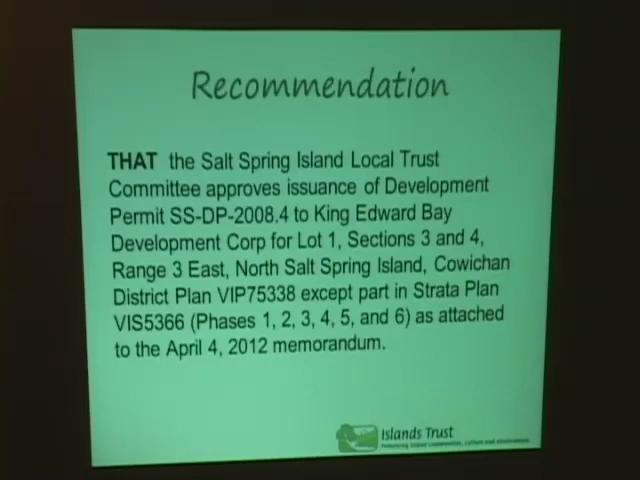 Recommendation
THAT the Salt Spring Island Local Trust
Committee approves issuance of Development
Permit SS-DP-2008.4 to King Edward Bay
Development Corp for Lot 1, Sections 3 and 4,
Range 3 East, North Salt Spring Island, Cowichan
District Plan VIP75338 except part in Strata Plan
VIS5366 (Phases 1, 2, 3, 4, 5, and 6) as attached
to the April 4, 2012 memorandum.
Islands Trust